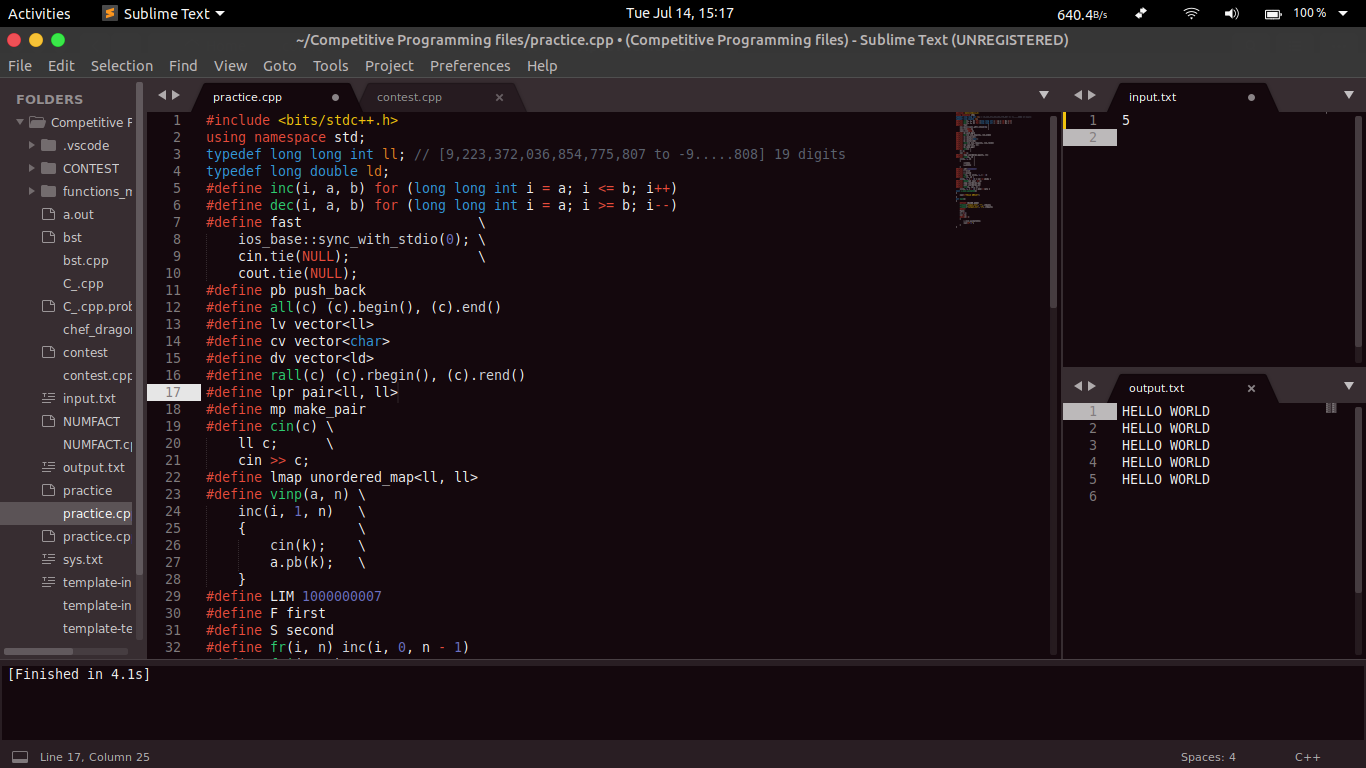 Activities Sublime Text Tue Jul 14, 15:17 640.4B/s 100 %
~/Competitive Programming files/practice.cpp • (Competitive Programming files) - Sublime Text (UNREGISTERED)
File Edit Selection Find View Goto Tools Project Preferences Help
FOLDERS
Competitive F
.vscode
CONTEST
functions_m
a.out
bst
bst.cpp
C_.cpp
C_.cpp.prob
chef_dragon
contest
contest.cpp
input.txt
NUMFACT
NUMFACT.cp
output.txt
practice
practice.cp
practice.cp
sys.txt
template-in
template-in
template-te
practice.cpp contest.cpp
1 #include <bits/stdc++.h>
2 using namespace std;
3 typedef long long int ll; // [9,223,372,036,854,775,807 to -9.....808] 19 digits
4 typedef long double ld;
5 #define inc(i, a, b) for (long long int i = a; i <= b; i++)
6 #define dec(i, a, b) for (long long int i = a; i >= b; i--)
7 #define fast \
8 ios_base::sync_with_stdio(0); \
9 cin.tie(NULL); \
10 cout.tie(NULL);
11 #define pb push_back
12 #define all(c) (c).begin(), (c).end()
13 #define lv vector<ll>
14 #define cv vector<char>
15 #define dv vector<ld>
16 #define rall(c) (c).rbegin(), (c).rend()
17 #define lpr pair<ll, ll>
18 #define mp make_pair
19 #define cin(c) \
20 ll c; \
21 cin >> c;
22 #define lmap unordered_map<ll, ll>
23 #define vinp(a, n) \
24 inc(i, 1, n) \
25 { \
26 cin(k); \
27 a.pb(k); \
28 }
29 #define LIM 1000000007
30 #define F first
31 #define S second
32 #define fr(i, n) inc(i, 0, n - 1)
input.txt
1 5
2
output.txt
1 HELLO WORLD
2 HELLO WORLD
3 HELLO WORLD
4 HELLO WORLD
5 HELLO WORLD
6
[Finished in 4.1s]
Line 17, Column 25 Spaces: 4 C++